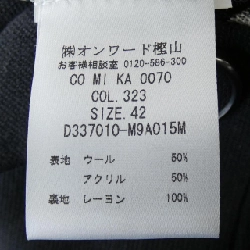 ㈱オンワード樫山
お客様相談室 0120-586-300
CO MI KA 0070
COL. 323
SIZE. 42
D337010-M9A015M
表地 ウール 50%
アクリル 50%
裏地 レーヨン 100%